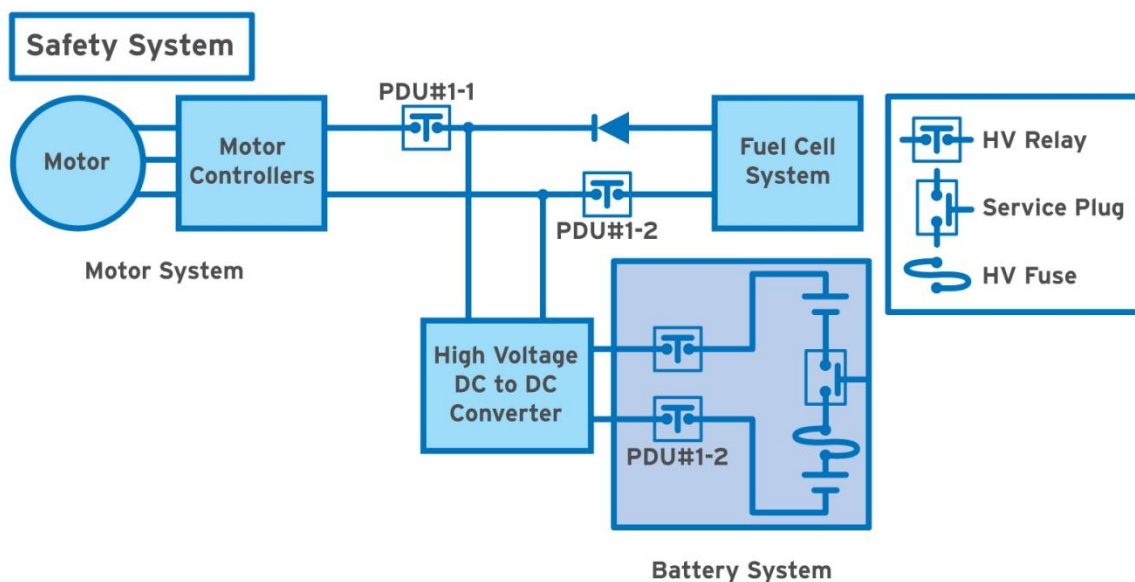 Safety System
PDU#1-1
Motor
Motor
Controllers
Fuel Cell
System
HV Relay
Service Plug
HV Fuse
PDU#1-2
Motor System
High Voltage
DC to DC
Converter
PDU#1-2
Battery System